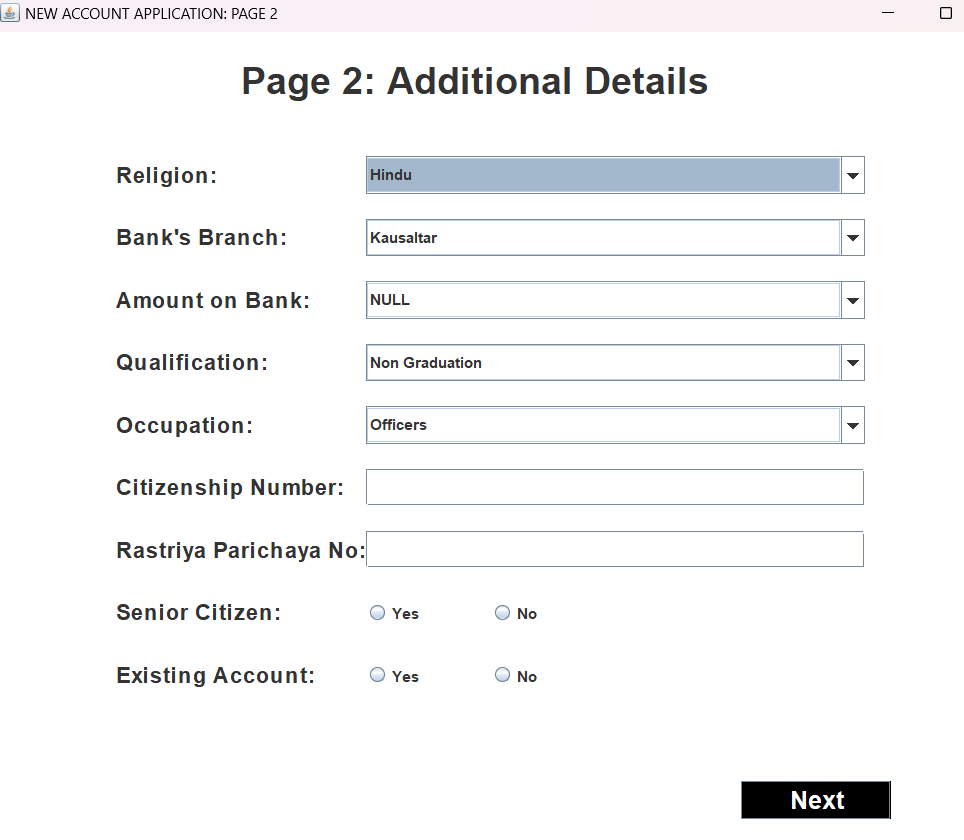 NEW ACCOUNT APPLICATION: PAGE 2
Page 2: Additional Details
Religion: Hindu
Bank's Branch: Kausaltar
Amount on Bank: NULL
Qualification: Non Graduation
Occupation: Officers
Citizenship Number:
Rastriya Parichaya No:
Senior Citizen: Yes No
Existing Account: Yes No
Next